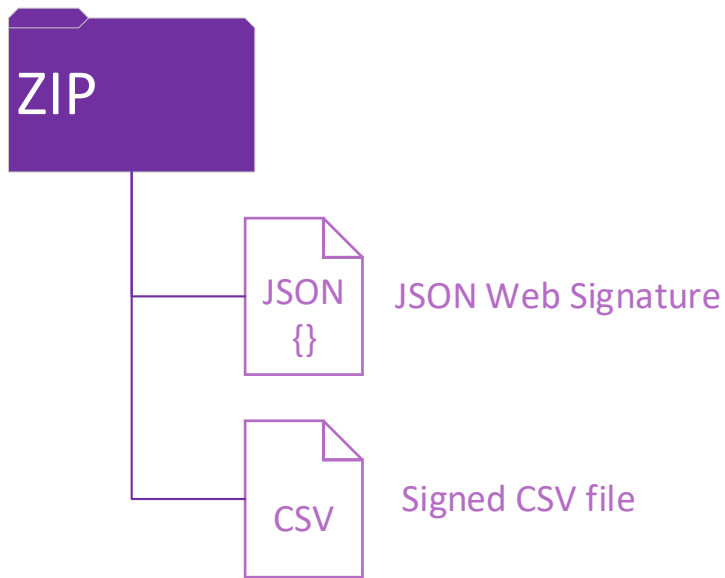 ZIP
JSON
{}
JSON Web Signature
CSV
Signed CSV file